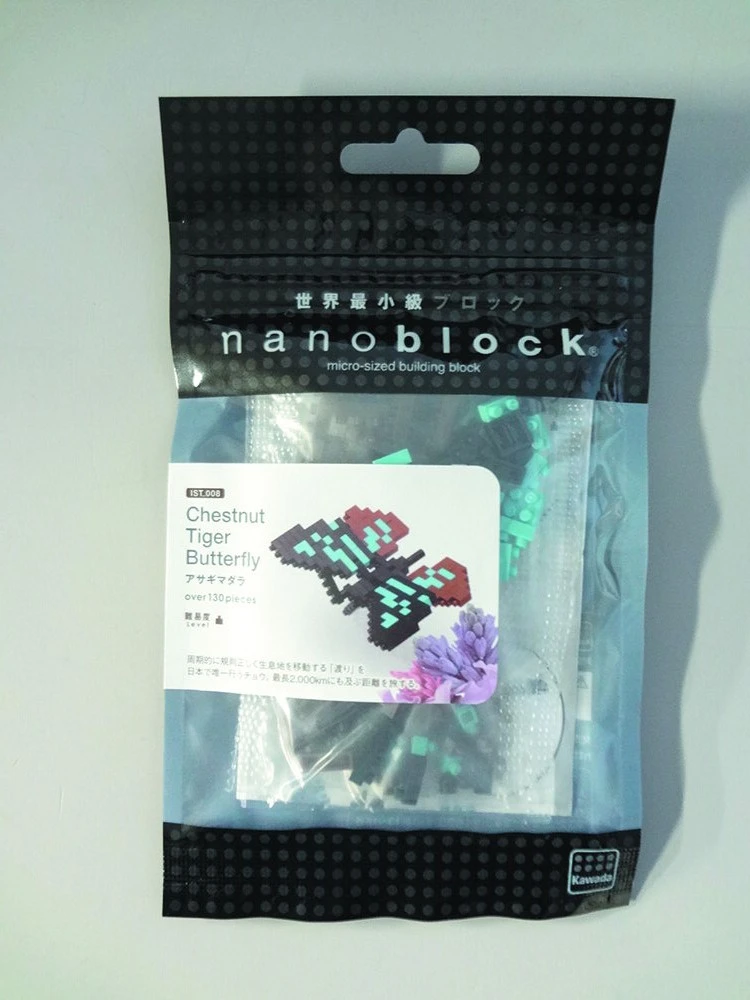 世界最小級ブロック
nanoblock®
micro-sized building block
IST_008
Chestnut
Tiger
Butterfly
アサギマダラ
over 130 pieces
難易度
Level
周期的に規則正しく生息地を移動する「渡り」を
日本で唯一行うチョウ。最長2,000kmにも及ぶ距離を旅する。
Kawada